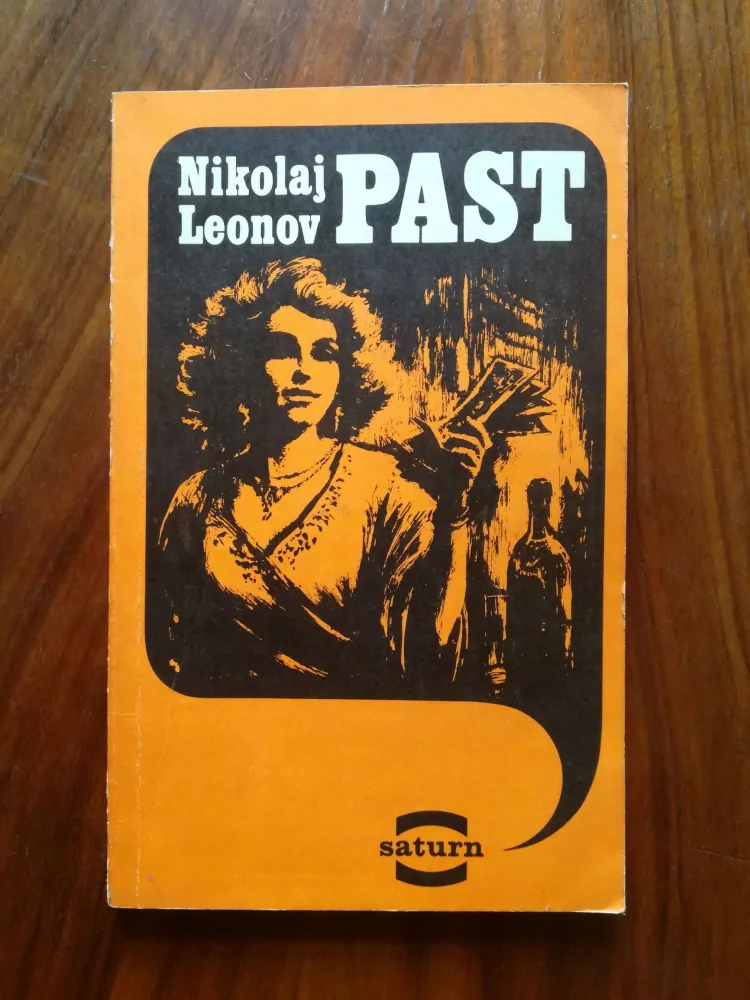 Nikolaj
Leonov
PAST
saturn